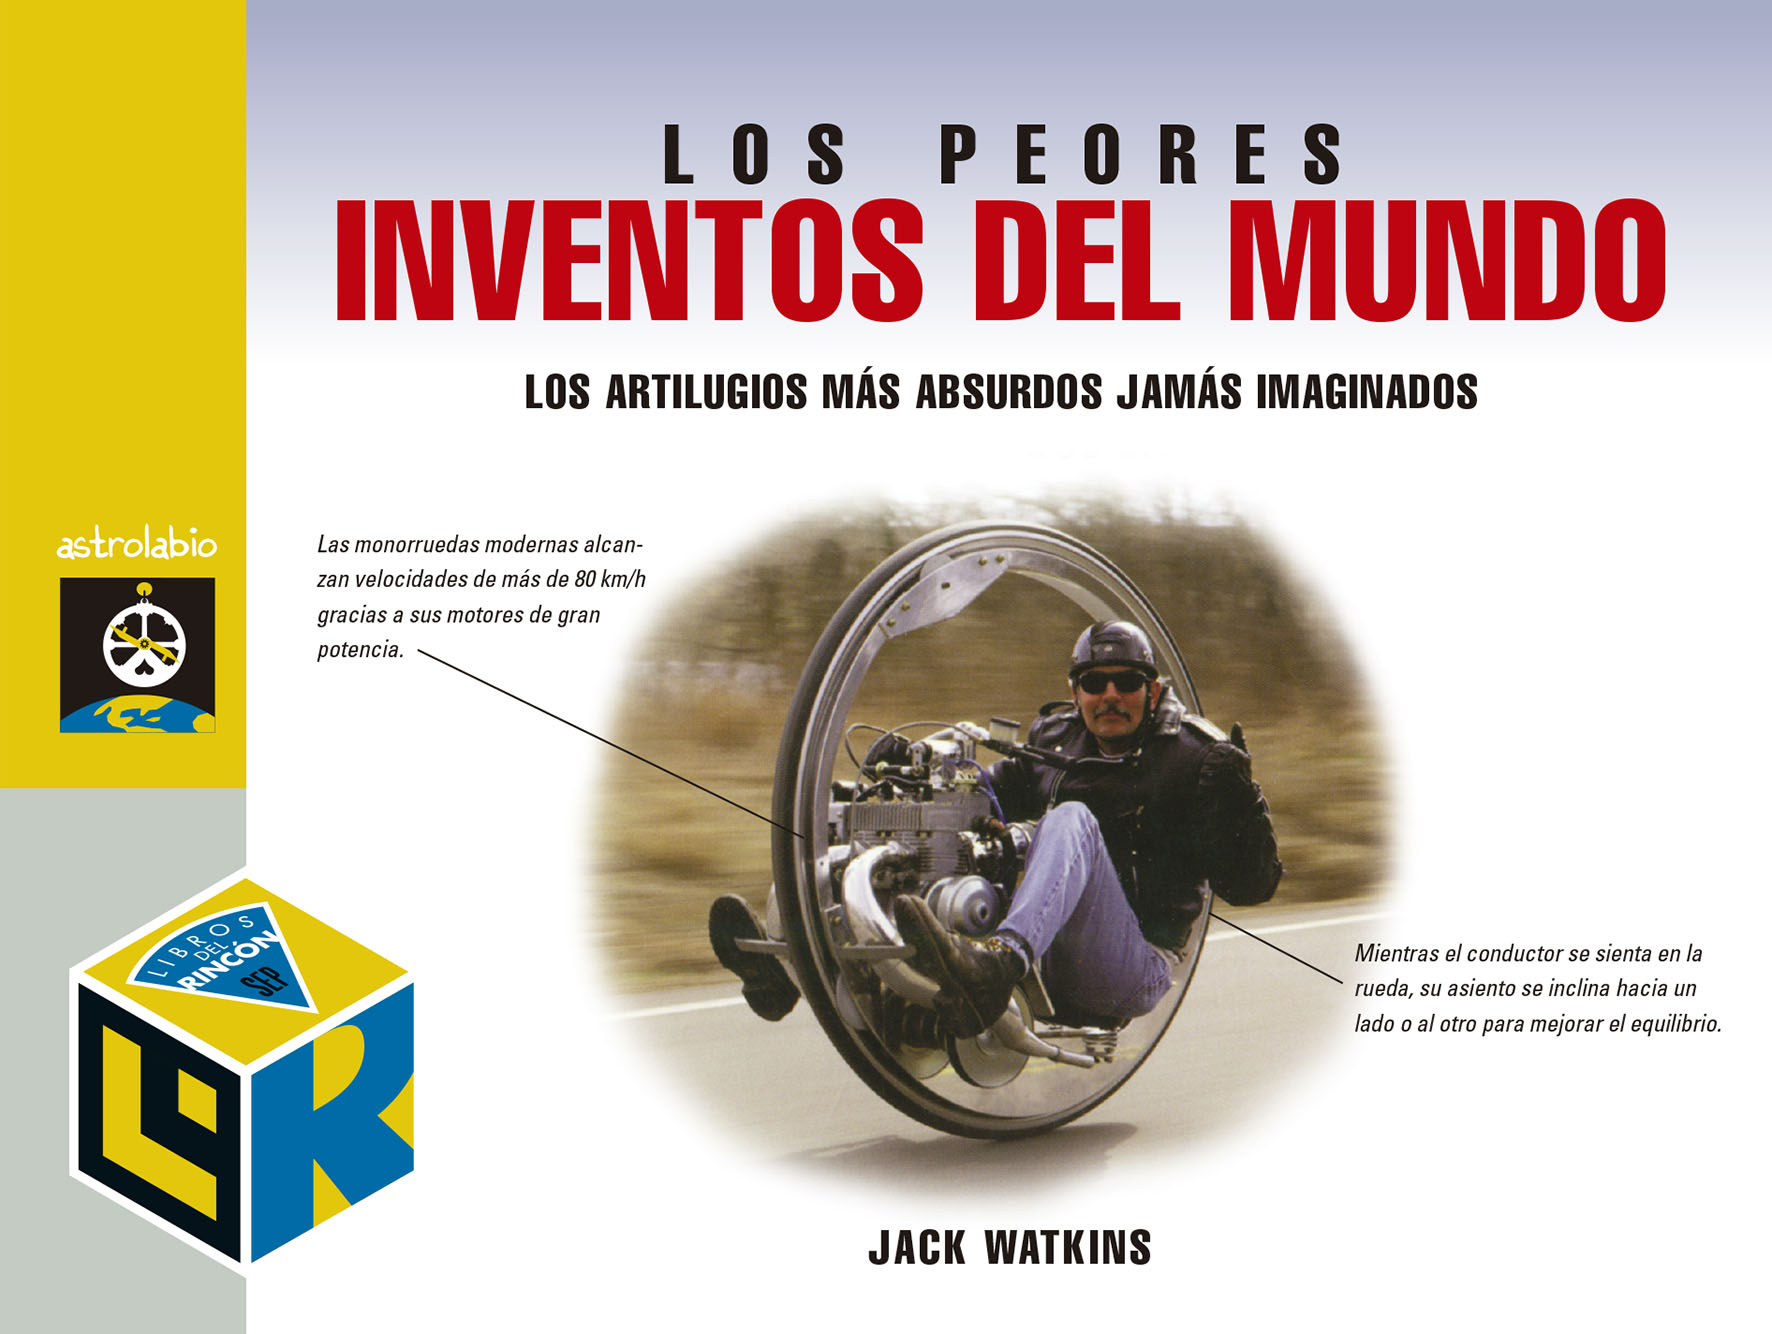 LOS PEORES
INVENTOS DEL MUNDO
LOS ARTILUGIOS MÁS ABSURDOS JAMÁS IMAGINADOS
astrolabio
Las monorruedas modernas alcan-
zan velocidades de más de 80 km/h
gracias a sus motores de gran
potencia.
Mientras el conductor se sienta en la
rueda, su asiento se inclina hacia un
lado o al otro para mejorar el equilibrio.
LIBROS
DEL
RINCÓN
SEP
LR
JACK WATKINS